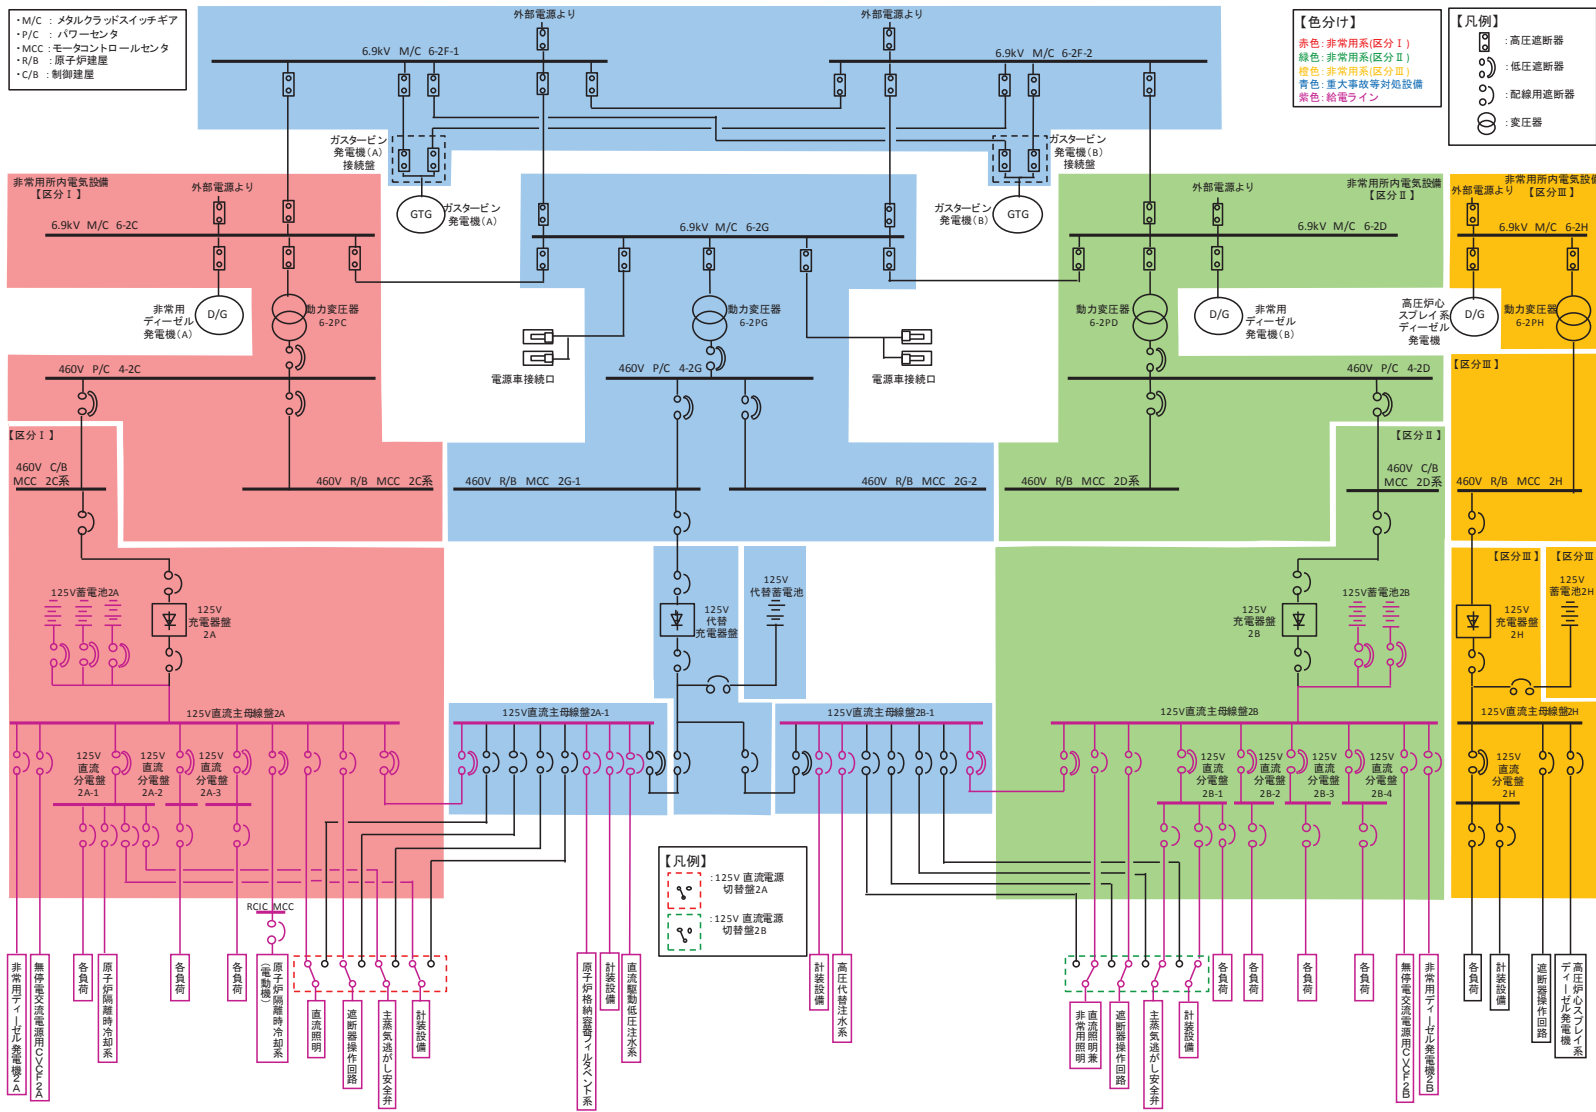 ・M/C ： メタルクラッドスイッチギア
・P/C ： パワーセンタ
・MCC ：モータコントロールセンタ
・R/B ：原子炉建屋
・C/B ：制御建屋
外部電源より
外部電源より
6.9kV M/C 6-2F-1
6.9kV M/C 6-2F-2
【色分け】
赤色：非常用系(区分Ⅰ)
緑色：非常用系(区分Ⅱ)
橙色：非常用系(区分Ⅲ)
青色：重大事故等対処設備
紫色：給電ライン
【凡例】
：高圧遮断器
：低圧遮断器
：配線用遮断器
：変圧器
ガスタービン
発電機(A)
接続盤
ガスタービン
発電機(B)
接続盤
GTG
ガスタービン
発電機(A)
ガスタービン
発電機(B)
GTG
非常用所内電気設備
【区分Ⅰ】
外部電源より
6.9kV M/C 6-2C
6.9kV M/C 6-2G
外部電源より
非常用所内電気設備
【区分Ⅱ】
6.9kV M/C 6-2D
非常用所内電気設備
【区分Ⅲ】
外部電源より
6.9kV M/C 6-2H
非常用
ディーゼル
発電機(A)
D/G
動力変圧器
6-2PC
動力変圧器
6-2PG
動力変圧器
6-2PD
D/G
非常用
ディーゼル
発電機(B)
高圧炉心
スプレイ系
ディーゼル
発電機
D/G
動力変圧器
6-2PH
電源車接続口
電源車接続口
460V P/C 4-2C
460V P/C 4-2G
460V P/C 4-2D
【区分Ⅲ】
【区分Ⅰ】
【区分Ⅱ】
460V C/B
MCC 2C系
460V R/B MCC 2C系
460V R/B MCC 2G-1
460V R/B MCC 2G-2
460V R/B MCC 2D系
460V C/B
MCC 2D系
460V R/B MCC 2H
【区分Ⅲ】
【区分Ⅲ
125V蓄電池2A
125V
充電器盤
2A
125V
代替
充電器盤
125V
代替蓄電池
125V
充電器盤
2B
125V蓄電池2B
125V
充電器盤
2H
125V
蓄電池2H
125V直流主母線盤2A
125V直流主母線盤2A-1
125V直流主母線盤2B-1
125V直流主母線盤2B
125V直流主母線盤2H
125V
直流
分電盤
2A-1
125V
直流
分電盤
2A-2
125V
直流
分電盤
2A-3
125V
直流
分電盤
2B-1
125V
直流
分電盤
2B-2
125V
直流
分電盤
2B-3
125V
直流
分電盤
2B-4
125V
直流
分電盤
2H
【凡例】
：125V 直流電源
切替盤2A
：125V 直流電源
切替盤2B
RCIC MCC
非常用ディーゼル発電機2A
無停電交流電源用CVCF2A
各負荷
原子炉隔離時冷却系
各負荷
各負荷
原子炉隔離時冷却系
(電動機)
直流照明
遮断器操作回路
主蒸気逃がし安全弁
計装設備
原子炉格納容器フィルタベント系
計装設備
直流駆動低圧注水系
計装設備
高圧代替注水系
直流照明兼
非常用照明
遮断器操作回路
主蒸気逃がし安全弁
計装設備
各負荷
各負荷
各負荷
各負荷
無停電交流電源用CVCF2B
非常用ディーゼル発電機2B
各負荷
計装設備
遮断器操作回路
高圧炉心スプレイ系
ディーゼル発電機